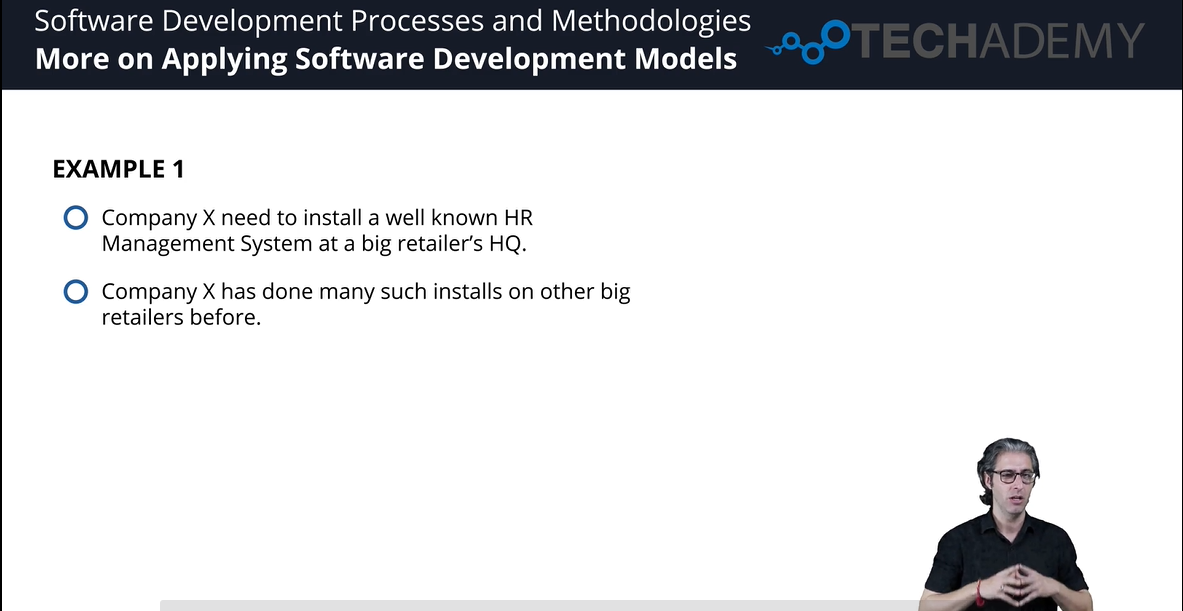 Software Development Processes and Methodologies
More on Applying Software Development Models
TECHADEMY
EXAMPLE 1
Company X need to install a well known HR
Management System at a big retailer’s HQ.
Company X has done many such installs on other big
retailers before.